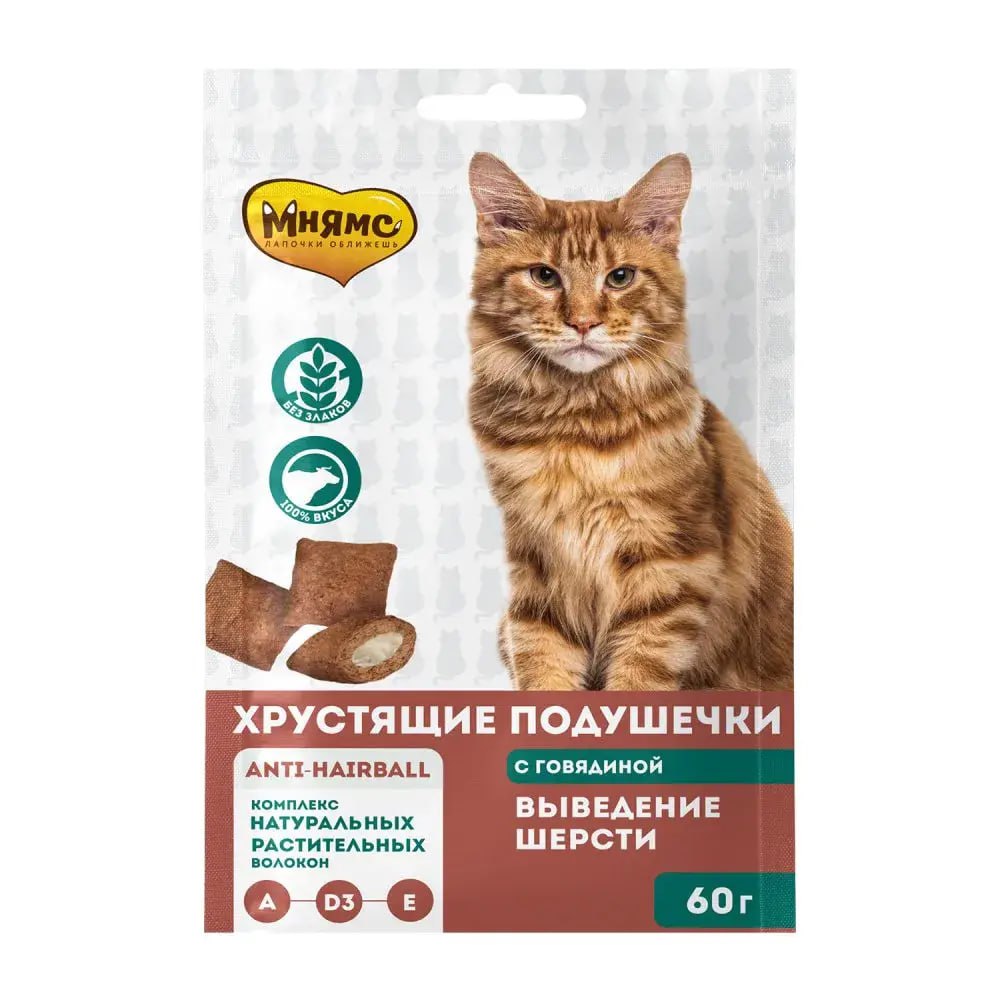 Мнямс
ЛАПОЧКИ ОБЛИЖЕШЬ
БЕЗ ЗЛАКОВ
100% ВКУСА
ХРУСТЯЩИЕ ПОДУШЕЧКИ
ANTI-HAIRBALL
КОМПЛЕКС
НАТУРАЛЬНЫХ
РАСТИТЕЛЬНЫХ
ВОЛОКОН
A D3 E
С ГОВЯДИНОЙ
ВЫВЕДЕНИЕ
ШЕРСТИ
60 г